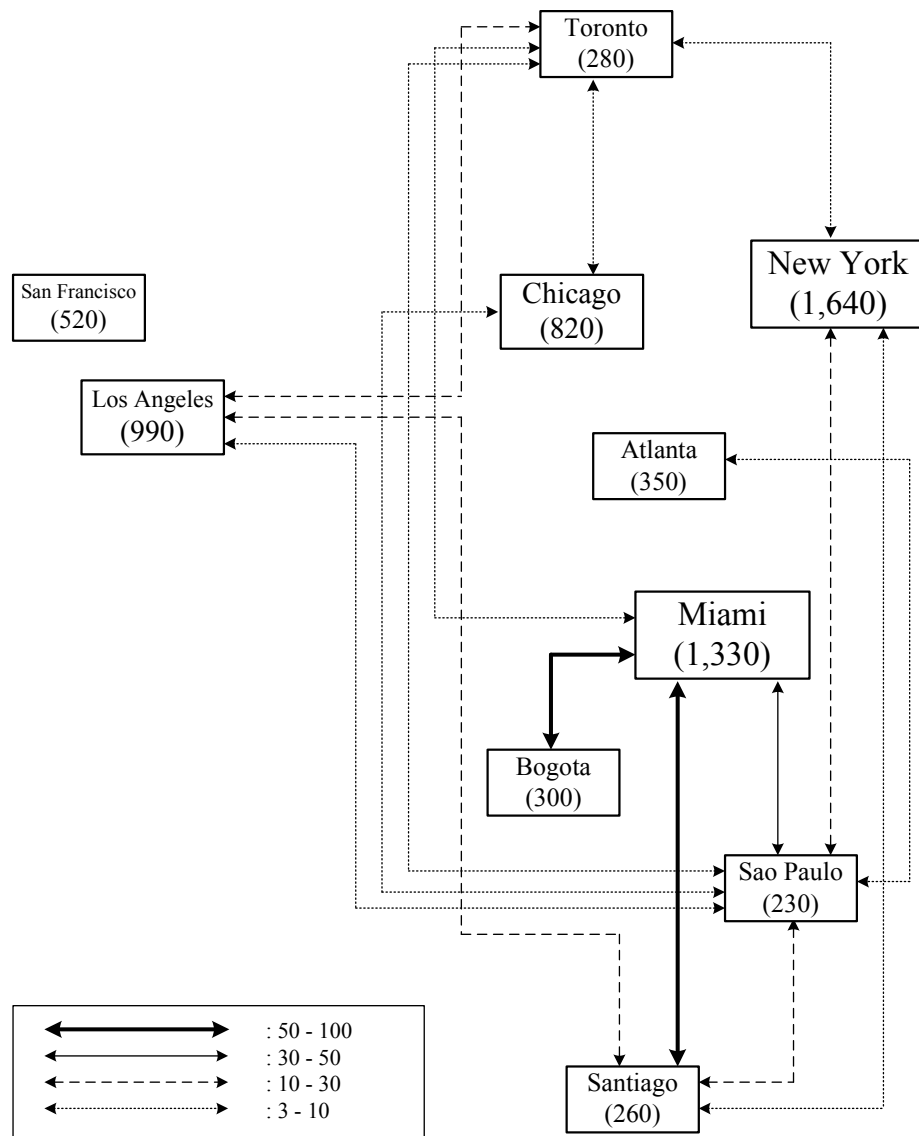 Toronto
(280)
New York
(1,640)
San Francisco
(520)
Chicago
(820)
Los Angeles
(990)
Atlanta
(350)
Miami
(1,330)
Bogota
(300)
Sao Paulo
(230)
Santiago
(260)
: 50 - 100
: 30 - 50
: 10 - 30
: 3 - 10